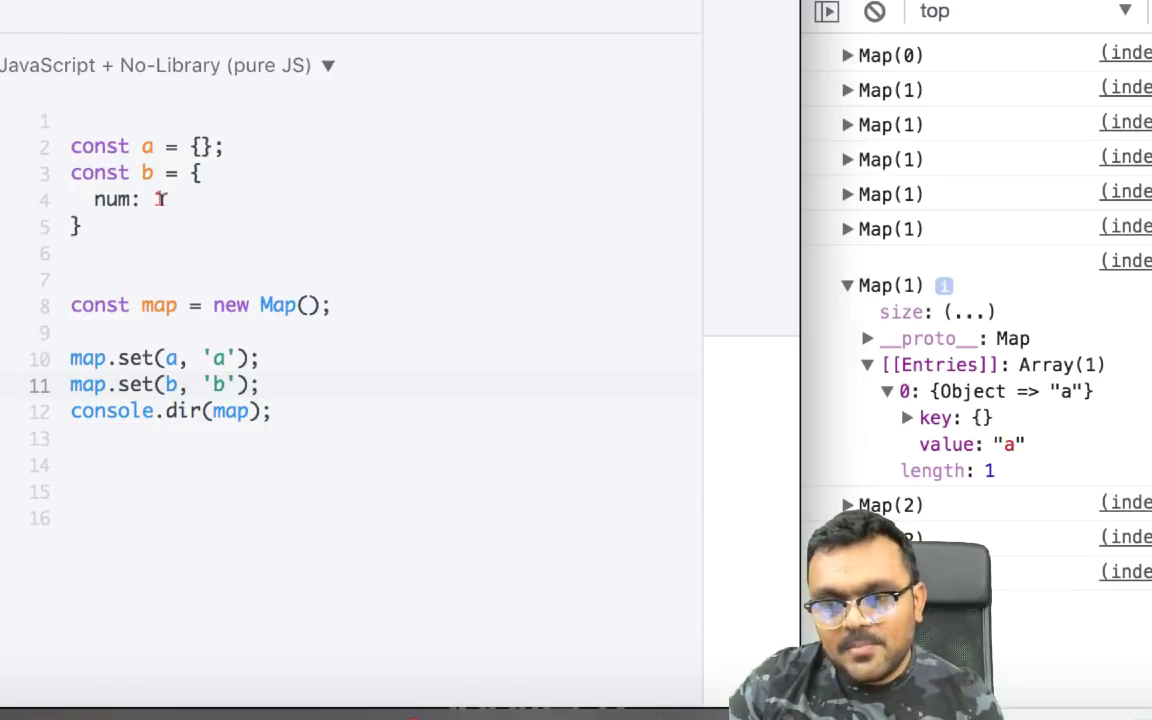 top
JavaScript + No-Library (pure JS) ▼
1
2 const a = {};
3 const b = {
4 num: 1
5 }
6
7
8 const map = new Map();
9
10 map.set(a, 'a');
11 map.set(b, 'b');
12 console.dir(map);
13
14
15
16
Map(0) (inde
Map(1) (inde
Map(1) (inde
Map(1) (inde
Map(1) (inde
Map(1) (inde
(inde
Map(1) i
size: (...)
__proto__: Map
[[Entries]]: Array(1)
0: {Object => "a"}
key: {}
value: "a"
length: 1
Map(2) (inde
2) (inde
(inde